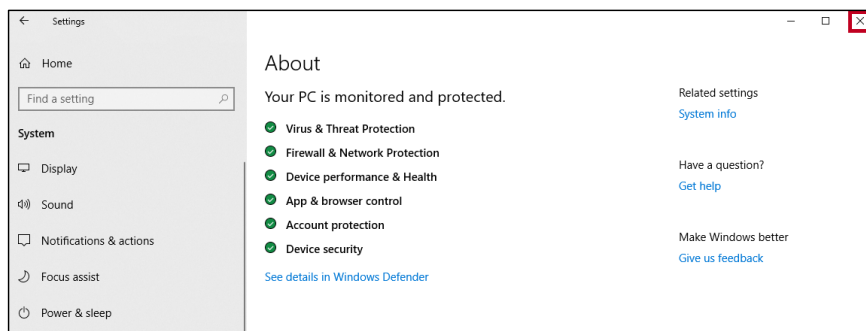 Settings
Home
Find a setting
System
Display
Sound
Notifications & actions
Focus assist
Power & sleep
About
Your PC is monitored and protected.
Virus & Threat Protection
Firewall & Network Protection
Device performance & Health
App & browser control
Account protection
Device security
See details in Windows Defender
Related settings
System info
Have a question?
Get help
Make Windows better
Give us feedback